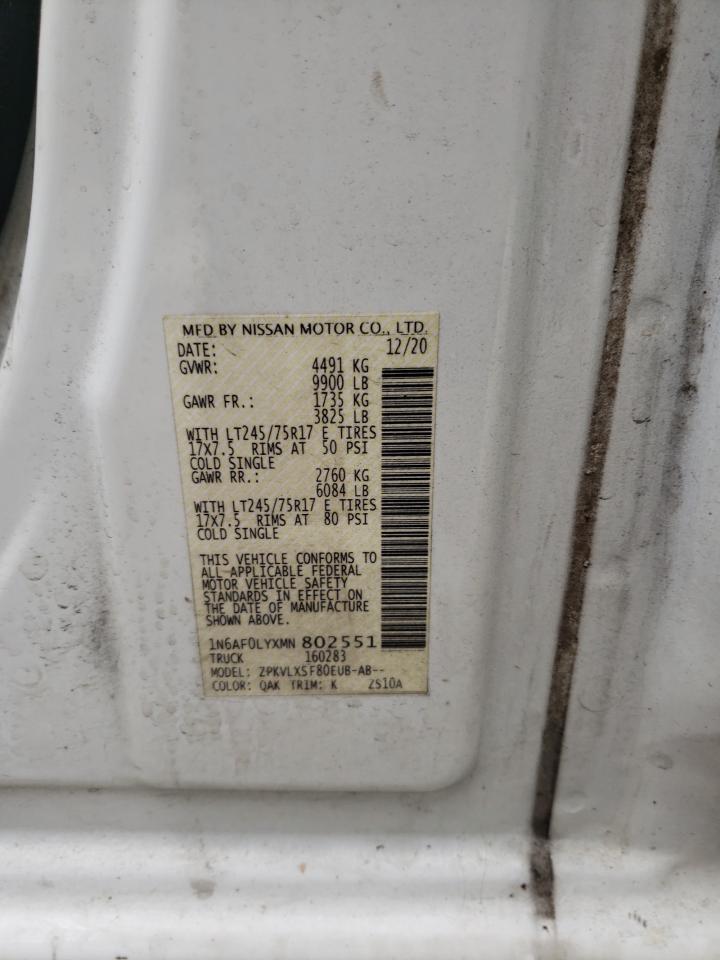 MFD BY NISSAN MOTOR CO., LTD.
DATE: 12/20
GVWR: 4491 KG
9900 LB
GAWR FR.: 1735 KG
3825 LB
WITH LT245/75R17 E TIRES
17X7.5 RIMS AT 50 PSI
COLD SINGLE
GAWR RR.: 2760 KG
6084 LB
WITH LT245/75R17 E TIRES
17X7.5 RIMS AT 80 PSI
COLD SINGLE
THIS VEHICLE CONFORMS TO
ALL APPLICABLE FEDERAL
MOTOR VEHICLE SAFETY
STANDARDS IN EFFECT ON
THE DATE OF MANUFACTURE
SHOWN ABOVE.
1N6AF0LYXMN 802551
TRUCK 160283
MODEL: ZPKVLXSF80EUB-AB--
COLOR: QAK TRIM: K ZS10A